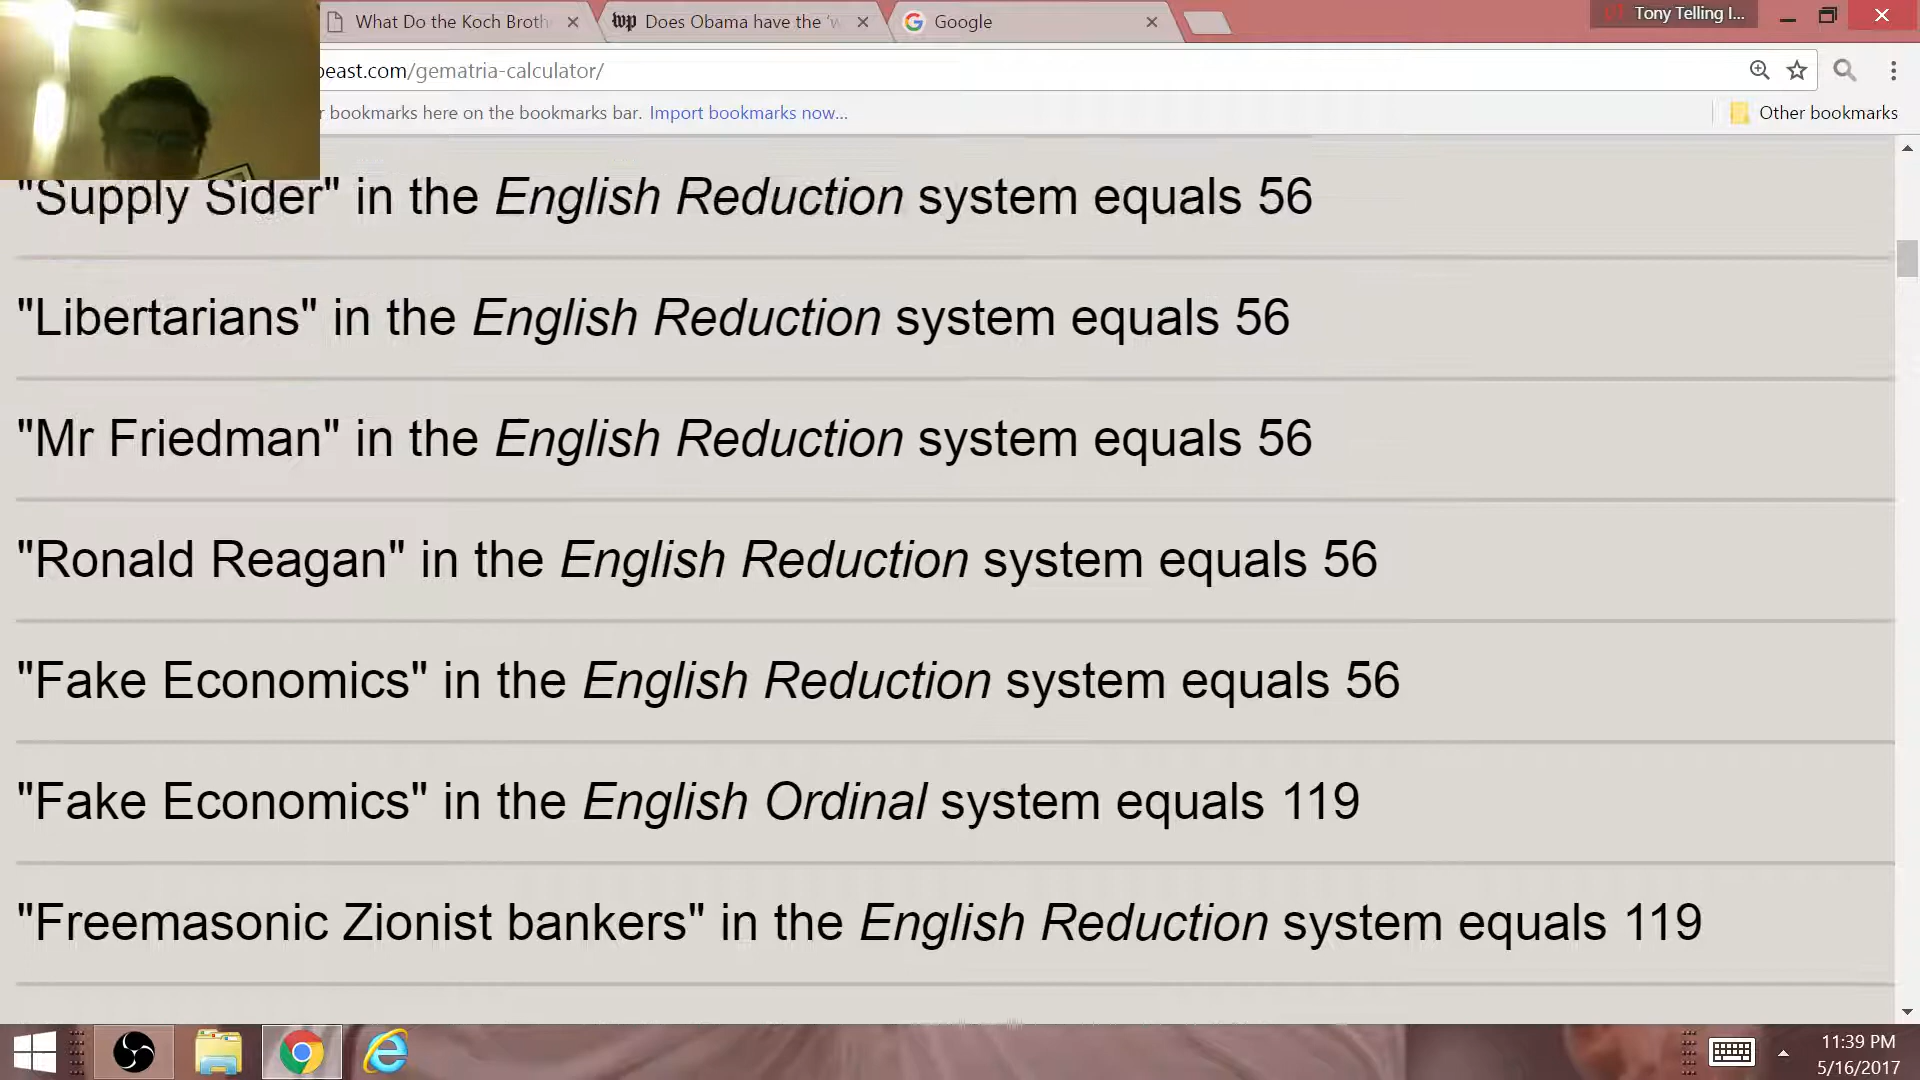 What Do the Koch Broth
wp Does Obama have the 'w
Google
Tony Telling I...
beast.com/gematria-calculator/
r bookmarks here on the bookmarks bar. Import bookmarks now...
Other bookmarks
"Supply Sider" in the English Reduction system equals 56
"Libertarians" in the English Reduction system equals 56
"Mr Friedman" in the English Reduction system equals 56
"Ronald Reagan" in the English Reduction system equals 56
"Fake Economics" in the English Reduction system equals 56
"Fake Economics" in the English Ordinal system equals 119
"Freemasonic Zionist bankers" in the English Reduction system equals 119
11:39 PM
5/16/2017